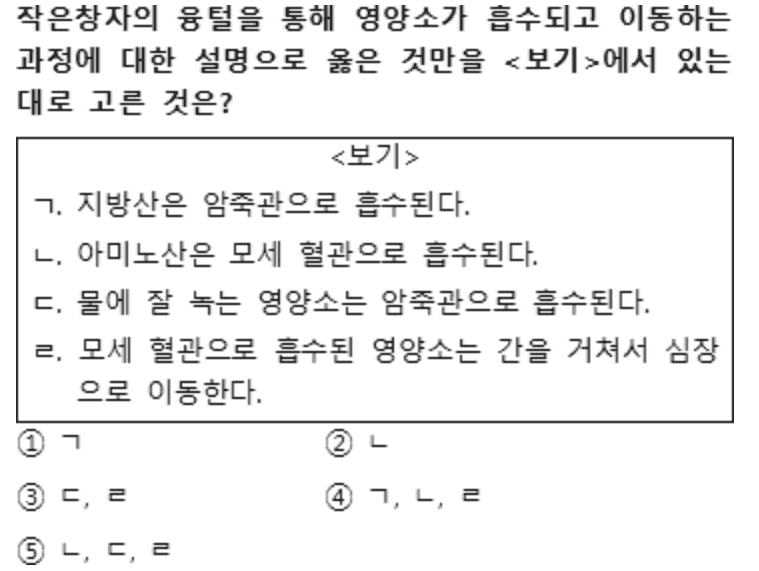 작은창자의 융털을 통해 영양소가 흡수되고 이동하는
과정에 대한 설명으로 옳은 것만을 <보기>에서 있는
대로 고른 것은?
<보기>
ㄱ. 지방산은 암죽관으로 흡수된다.
ㄴ. 아미노산은 모세 혈관으로 흡수된다.
ㄷ. 물에 잘 녹는 영양소는 암죽관으로 흡수된다.
ㄹ. 모세 혈관으로 흡수된 영양소는 간을 거쳐서 심장
으로 이동한다.
① ㄱ ② ㄴ
③ ㄷ, ㄹ ④ ㄱ, ㄴ, ㄹ
⑤ ㄴ, ㄷ, ㄹ